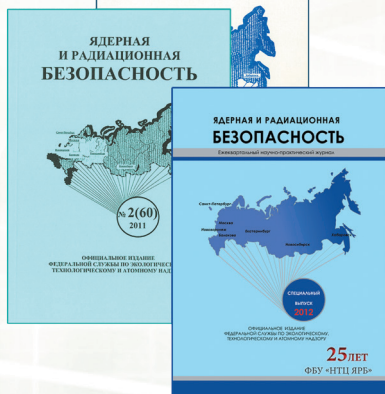 ЯДЕРНАЯ
И РАДИАЦИОННАЯ
БЕЗОПАСНОСТЬ
№ 2(60)
2011
ОФИЦИАЛЬНОЕ ИЗДАНИЕ
ФЕДЕРАЛЬНОЙ СЛУЖБЫ ПО ЭКОЛОГИЧЕС
ТЕХНОЛОГИЧЕСКОМУ И АТОМНОМУ НАДЗ
ЯДЕРНАЯ И РАДИАЦИОННАЯ
БЕЗОПАСНОСТЬ
Ежеквартальный научно-практический журнал
Санкт-Петербург
Москва
Екатеринбург
Новосибирск
СПЕЦИАЛЬНЫЙ
ВЫПУСК
2012
ОФИЦИАЛЬНОЕ ИЗДАНИЕ
ФЕДЕРАЛЬНОЙ СЛУЖБЫ ПО ЭКОЛОГИЧЕСКОМУ,
ТЕХНОЛОГИЧЕСКОМУ И АТОМНОМУ НАДЗОРУ
25 ЛЕТ
ФБУ «НТЦ ЯРБ»